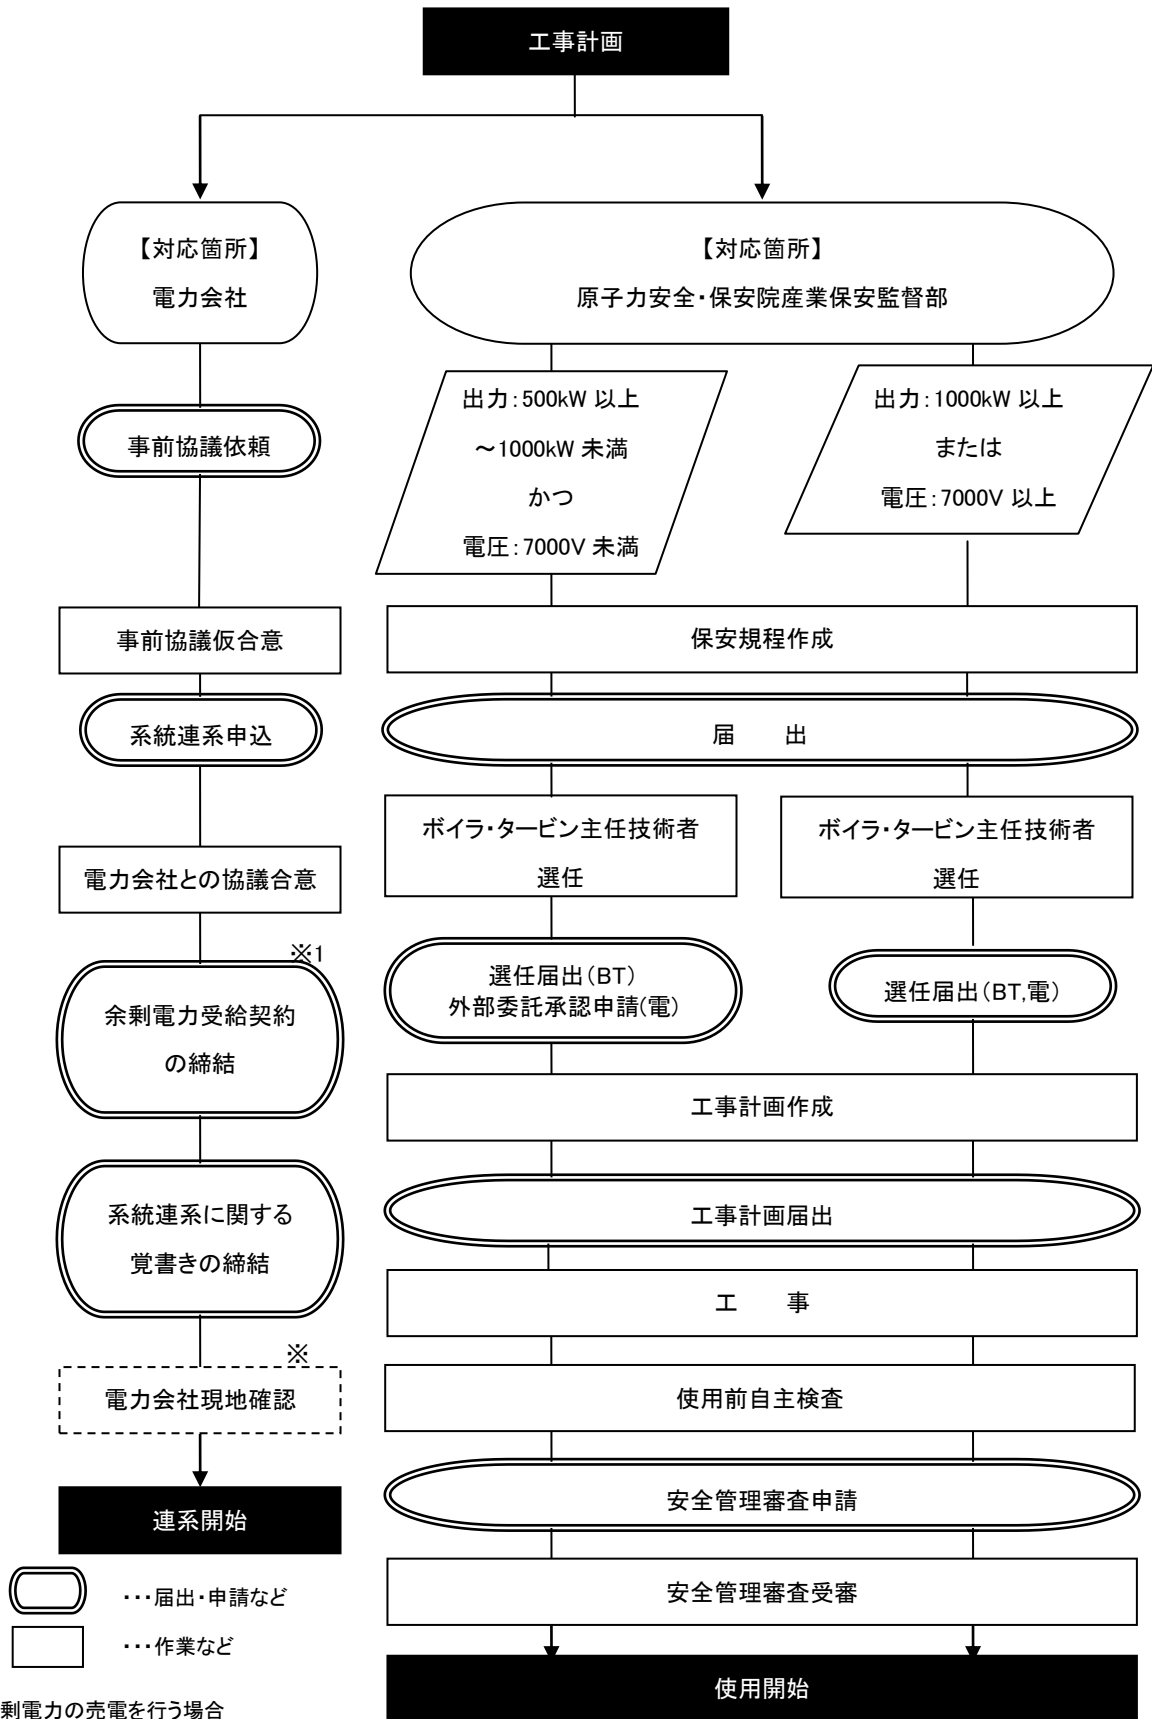 工事計画
【対応箇所】
電力会社
事前協議依頼
事前協議仮合意
系統連系申込
電力会社との協議合意
※1
余剰電力受給契約
の締結
系統連系に関する
覚書きの締結
※
電力会社現地確認
連系開始
【対応箇所】
原子力安全・保安院産業保安監督部
出力:500kW 以上
～1000kW 未満
かつ
電圧:7000V 未満
出力:1000kW 以上
または
電圧:7000V 以上
保安規程作成
届　出
ボイラ・タービン主任技術者
選任
ボイラ・タービン主任技術者
選任
選任届出(BT)
外部委託承認申請(電)
選任届出(BT,電)
工事計画作成
工事計画届出
工　事
使用前自主検査
安全管理審査申請
安全管理審査受審
使用開始
・・・届出・申請など
・・・作業など
剰電力の売電を行う場合